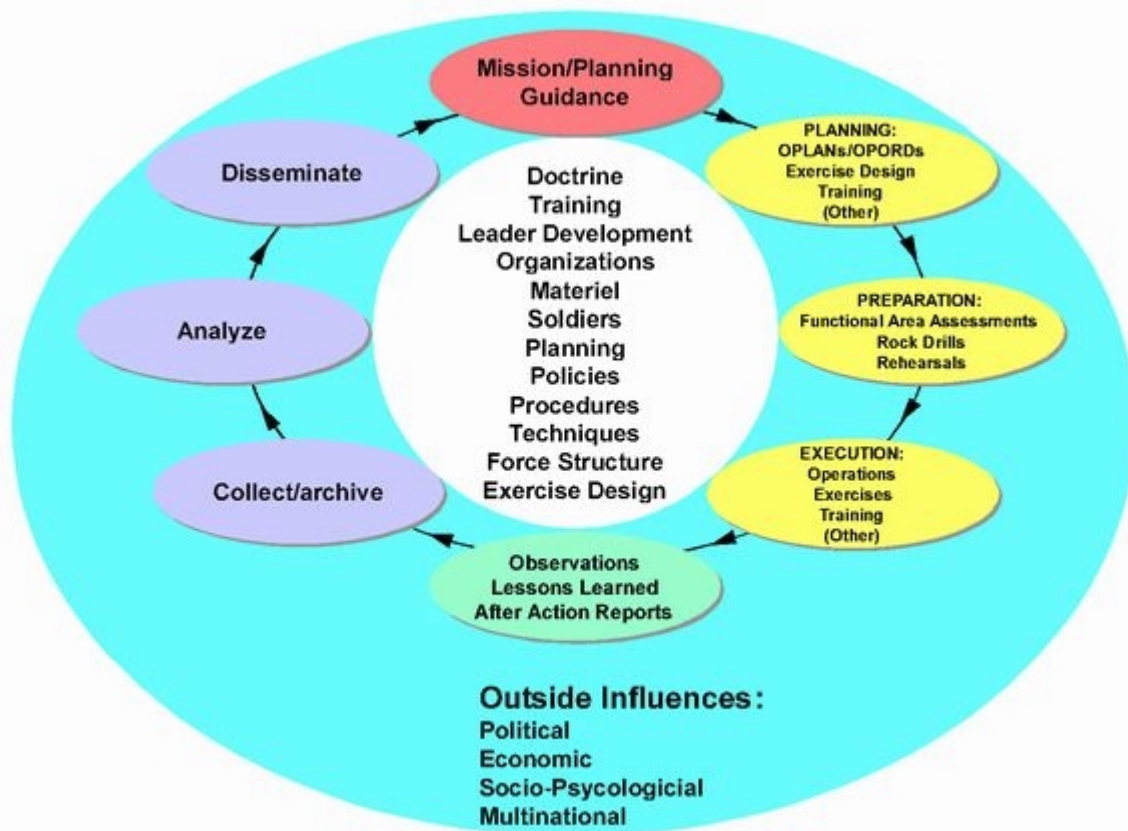 Mission/Planning
Guidance
PLANNING:
OPLANs/OPORDs
Exercise Design
Training
(Other)
PREPARATION:
Functional Area Assessments
Rock Drills
Rehearsals
EXECUTION:
Operations
Exercises
Training
(Other)
Observations
Lessons Learned
After Action Reports
Collect/archive
Analyze
Disseminate
Doctrine
Training
Leader Development
Organizations
Materiel
Soldiers
Planning
Policies
Procedures
Techniques
Force Structure
Exercise Design
Outside Influences:
Political
Economic
Socio-Psycologicial
Multinational